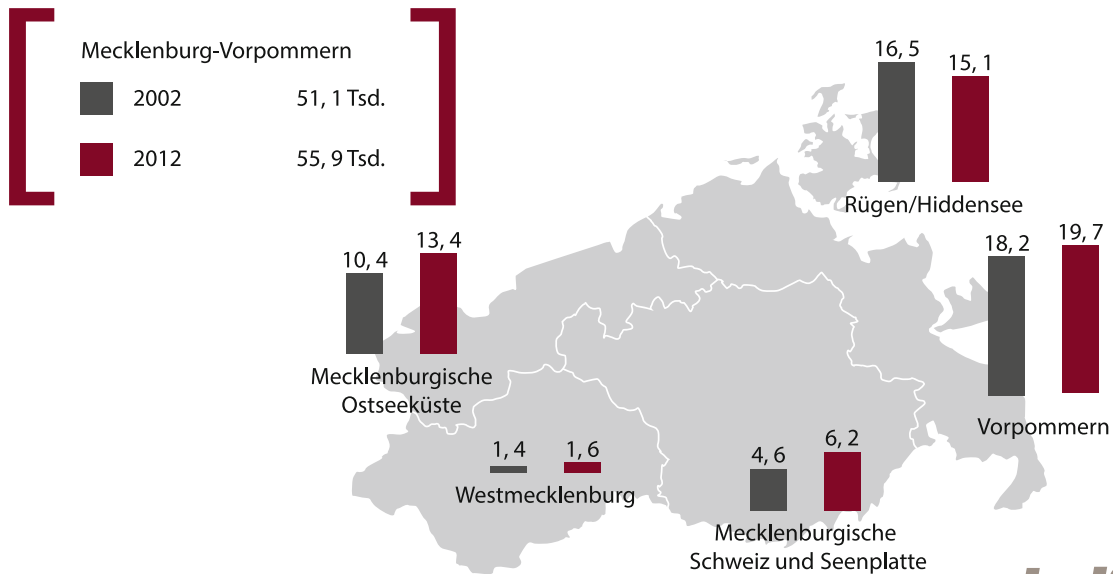 Mecklenburg-Vorpommern
2002 51, 1 Tsd.
2012 55, 9 Tsd.
16, 5 15, 1
Rügen/Hiddensee
18, 2 19, 7
Vorpommern
10, 4 13, 4
Mecklenburgische
Ostseeküste
1, 4 1, 6
Westmecklenburg
4, 6 6, 2
Mecklenburgische
Schweiz und Seenplatte